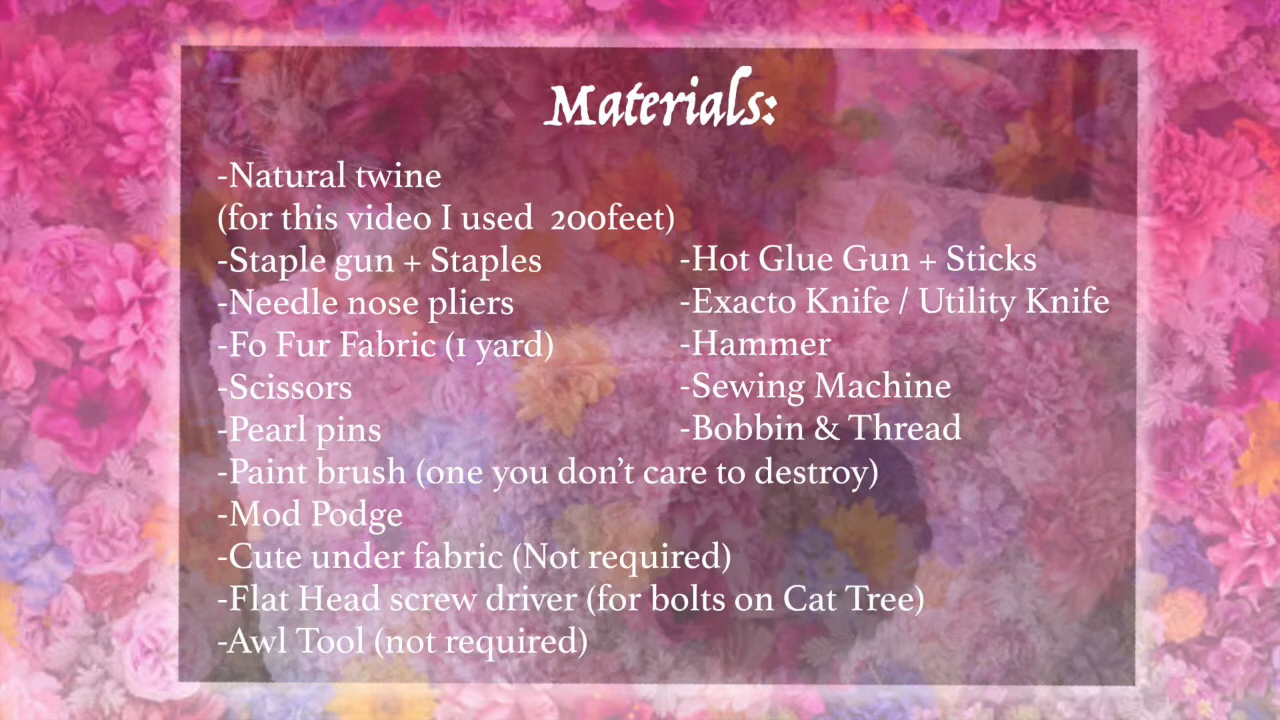 Materials:
-Natural twine
(for this video I used 200feet)
-Staple gun + Staples
-Needle nose pliers
-Fo Fur Fabric (1 yard)
-Scissors
-Pearl pins
-Paint brush (one you don't care to destroy)
-Mod Podge
-Cute under fabric (Not required)
-Flat Head screw driver (for bolts on Cat Tree)
-Awl Tool (not required)
-Hot Glue Gun + Sticks
-Exacto Knife / Utility Knife
-Hammer
-Sewing Machine
-Bobbin & Thread